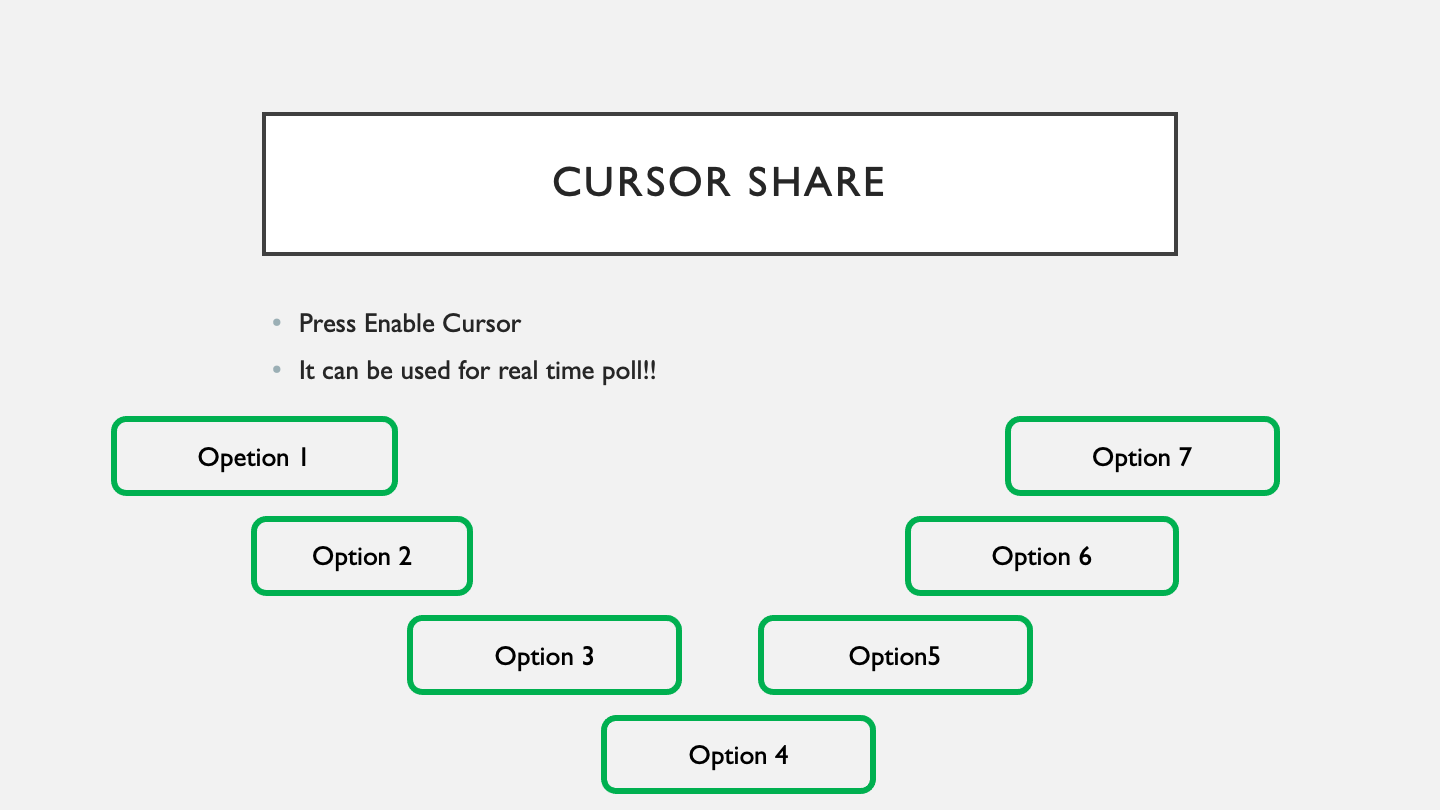 CURSOR SHARE
• Press Enable Cursor
• It can be used for real time poll!!
Opetion 1
Option 7
Option 2
Option 6
Option 3
Option5
Option 4